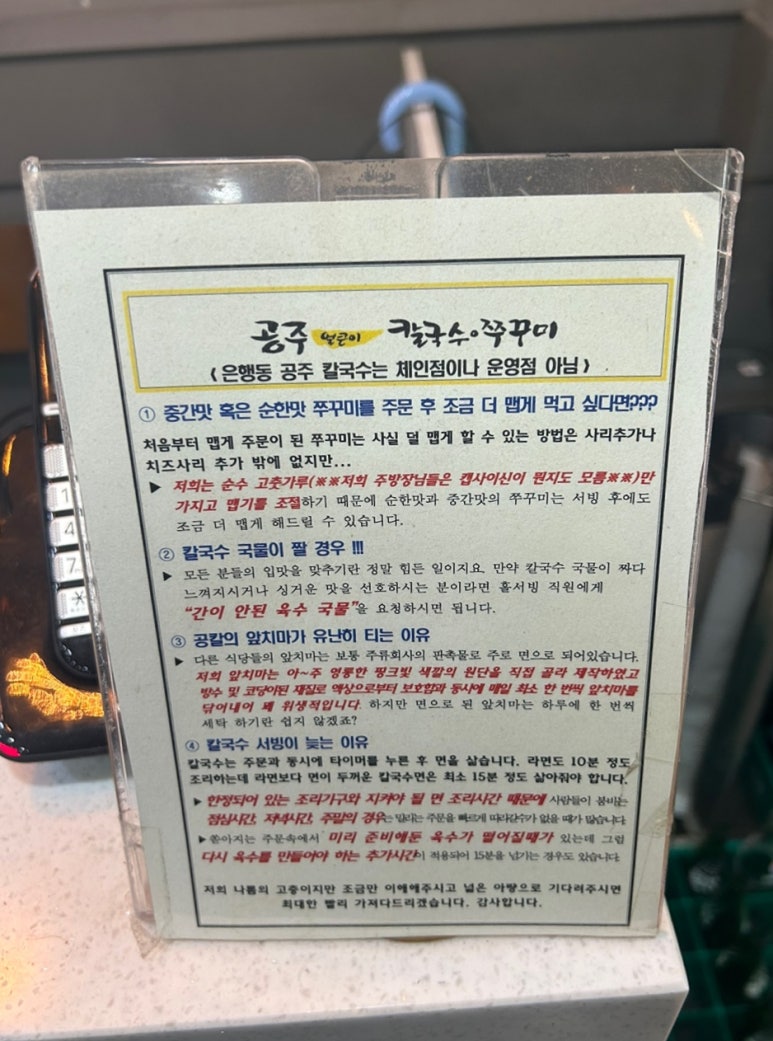 공주 얼큰이 칼국수·쭈꾸미
( 은행동 공주 칼국수는 체인점이나 운영점 아님 )
① 중간맛 혹은 순한맛 쭈꾸미를 주문 후 조금 더 맵게 먹고 싶다면???
처음부터 맵게 주문이 된 쭈꾸미는 사실 덜 맵게 할 수 있는 방법은 사리추가나
치즈사리 추가 밖에 없지만...
▶ 저희는 순수 고춧가루(※※저희 주방장님들은 캡사이신이 뭔지도 모름※※)만
가지고 맵기를 조절하기 때문에 순한맛과 중간맛의 쭈꾸미는 서빙 후에도
조금 더 맵게 해드릴 수 있습니다.
② 칼국수 국물이 짤 경우 !!!
▶ 모든 분들의 입맛을 맞추기란 정말 힘든 일이지요. 만약 칼국수 국물이 짜다
느껴지시거나 싱거운 맛을 선호하시는 분이라면 홀서빙 직원에게
"간이 안된 육수 국물"을 요청하시면 됩니다.
③ 공칼의 앞치마가 유난히 티는 이유
▶ 다른 식당들의 앞치마는 보통 주류회사의 판촉물로 주로 면으로 되어있습니다.
저희 앞치마는 아~주 영롱한 핑크빛 색깔의 원단을 직접 골라 제작하였고
방수 및 코팅이된 재질로 액상으로부터 보호함과 동시에 매일 최소 한 번씩 앞치마를
닦아내어 꽤 위생적입니다. 하지만 면으로 된 앞치마는 하루에 한 번씩
세탁 하기란 쉽지 않겠죠?
④ 칼국수 서빙이 늦는 이유
칼국수는 주문과 동시에 타이머를 누른 후 면을 삶습니다. 라면도 10분 정도
조리하는데 라면보다 면이 두꺼운 칼국수면은 최소 15분 정도 삶아줘야 합니다.
▶ 한정되어 있는 조리기구와 지켜야 될 면 조리시간 때문에 사람들이 붐비는
점심시간, 저녁시간, 주말의 경우는 밀리는 주문을 빠르게 따라갈수가 없을 때가 많습니다.
▶ 쏟아지는 주문속에서 미리 준비해둔 육수가 떨어질때가 있는데 그럼
다시 육수를 만들어야 하는 추가시간이 적용되어 15분을 넘기는 경우도 있습니다.
저희 나름의 고충이지만 조금만 이해해주시고 넓은 아량으로 기다려주시면
최대한 빨리 가져다드리겠습니다. 감사합니다.
1
4
7
*